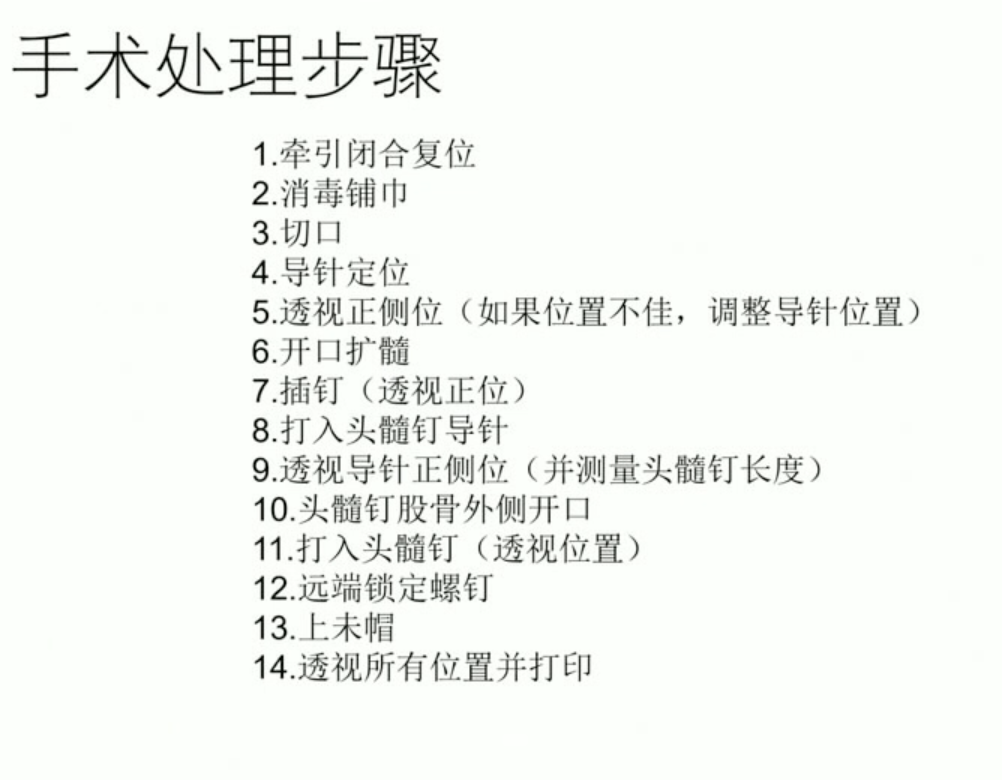 手术处理步骤
1.牵引闭合复位
2.消毒铺巾
3.切口
4.导针定位
5.透视正侧位（如果位置不佳，调整导针位置）
6.开口扩髓
7.插钉（透视正位）
8.打入头髓钉导针
9.透视导针正侧位（并测量头髓钉长度）
10.头髓钉股骨外侧开口
11.打入头髓钉（透视位置）
12.远端锁定螺钉
13.上未帽
14.透视所有位置并打印